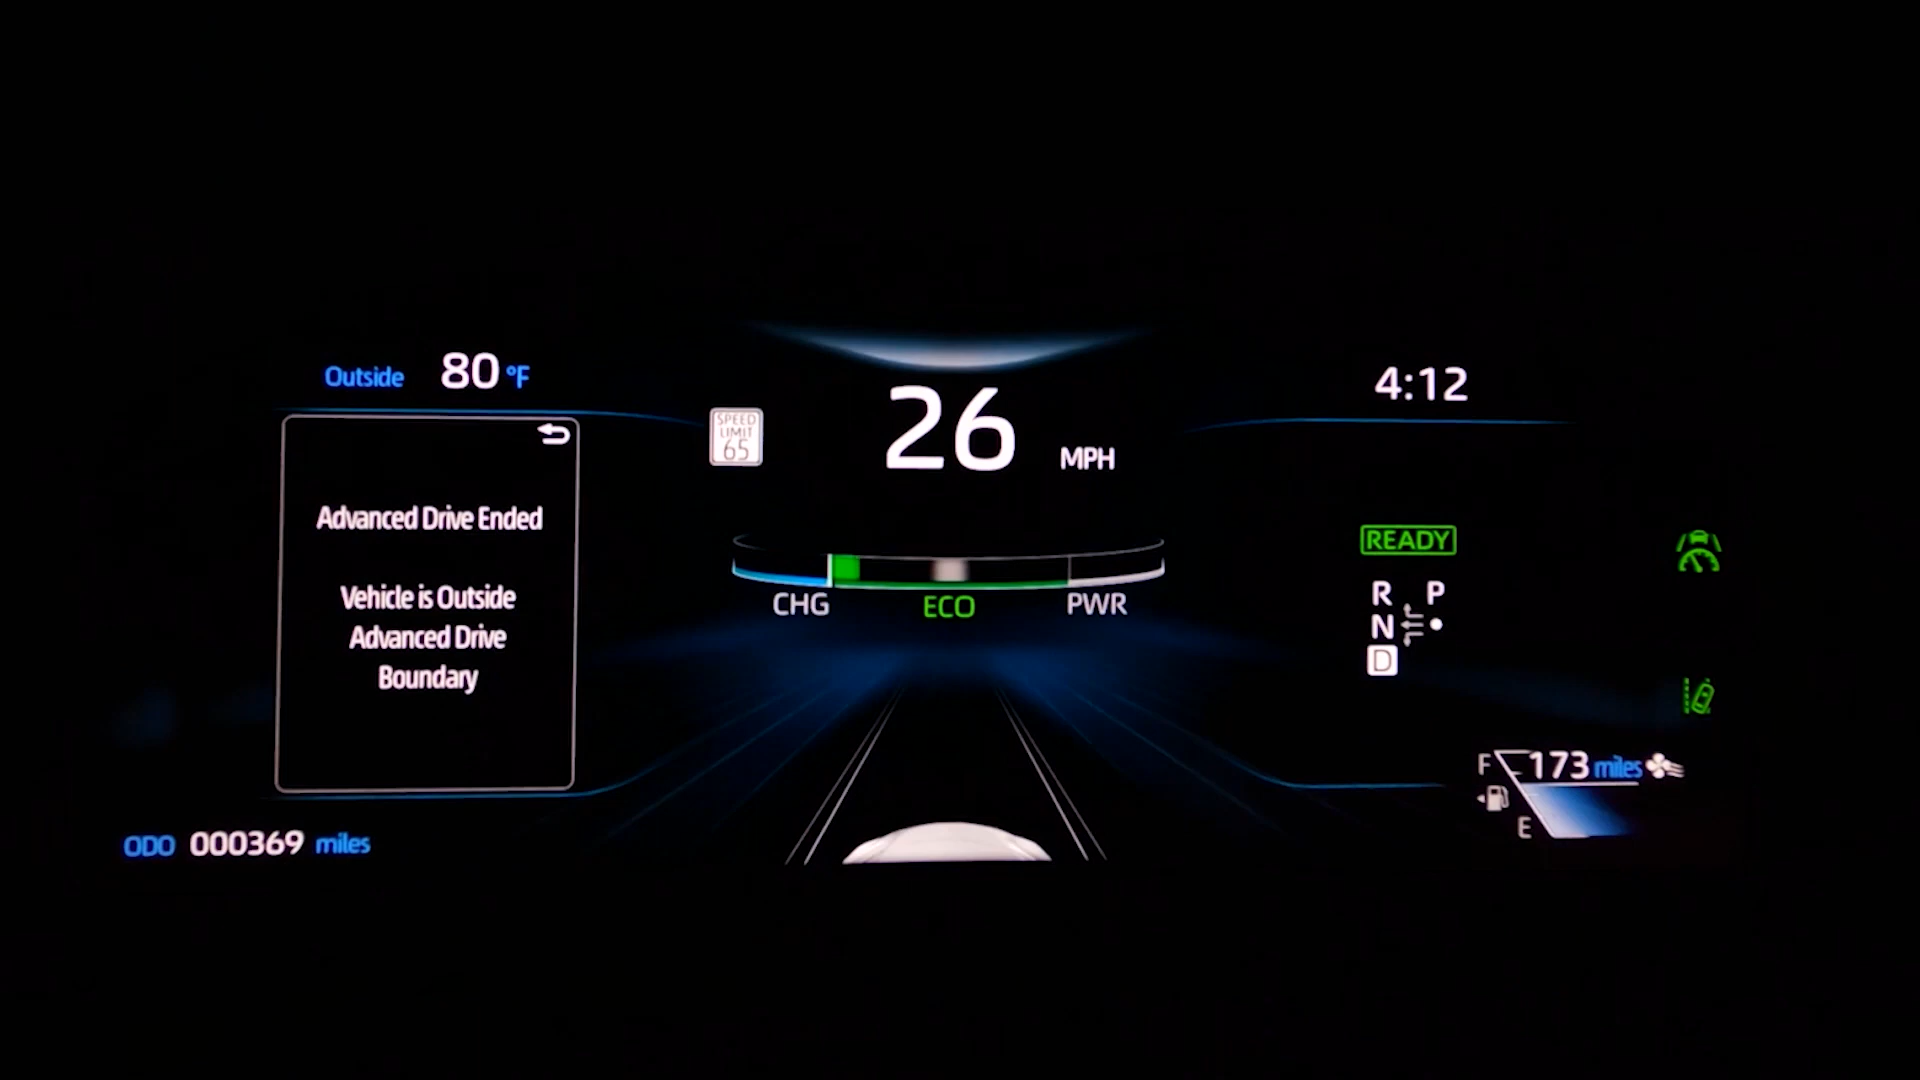 Outside 80 °F
4:12
SPEED
LIMIT
65
26 MPH
Advanced Drive Ended
Vehicle is Outside
Advanced Drive
Boundary
CHG ECO PWR
READY
R P
N
D
F 173 miles
E
ODO 000369 miles